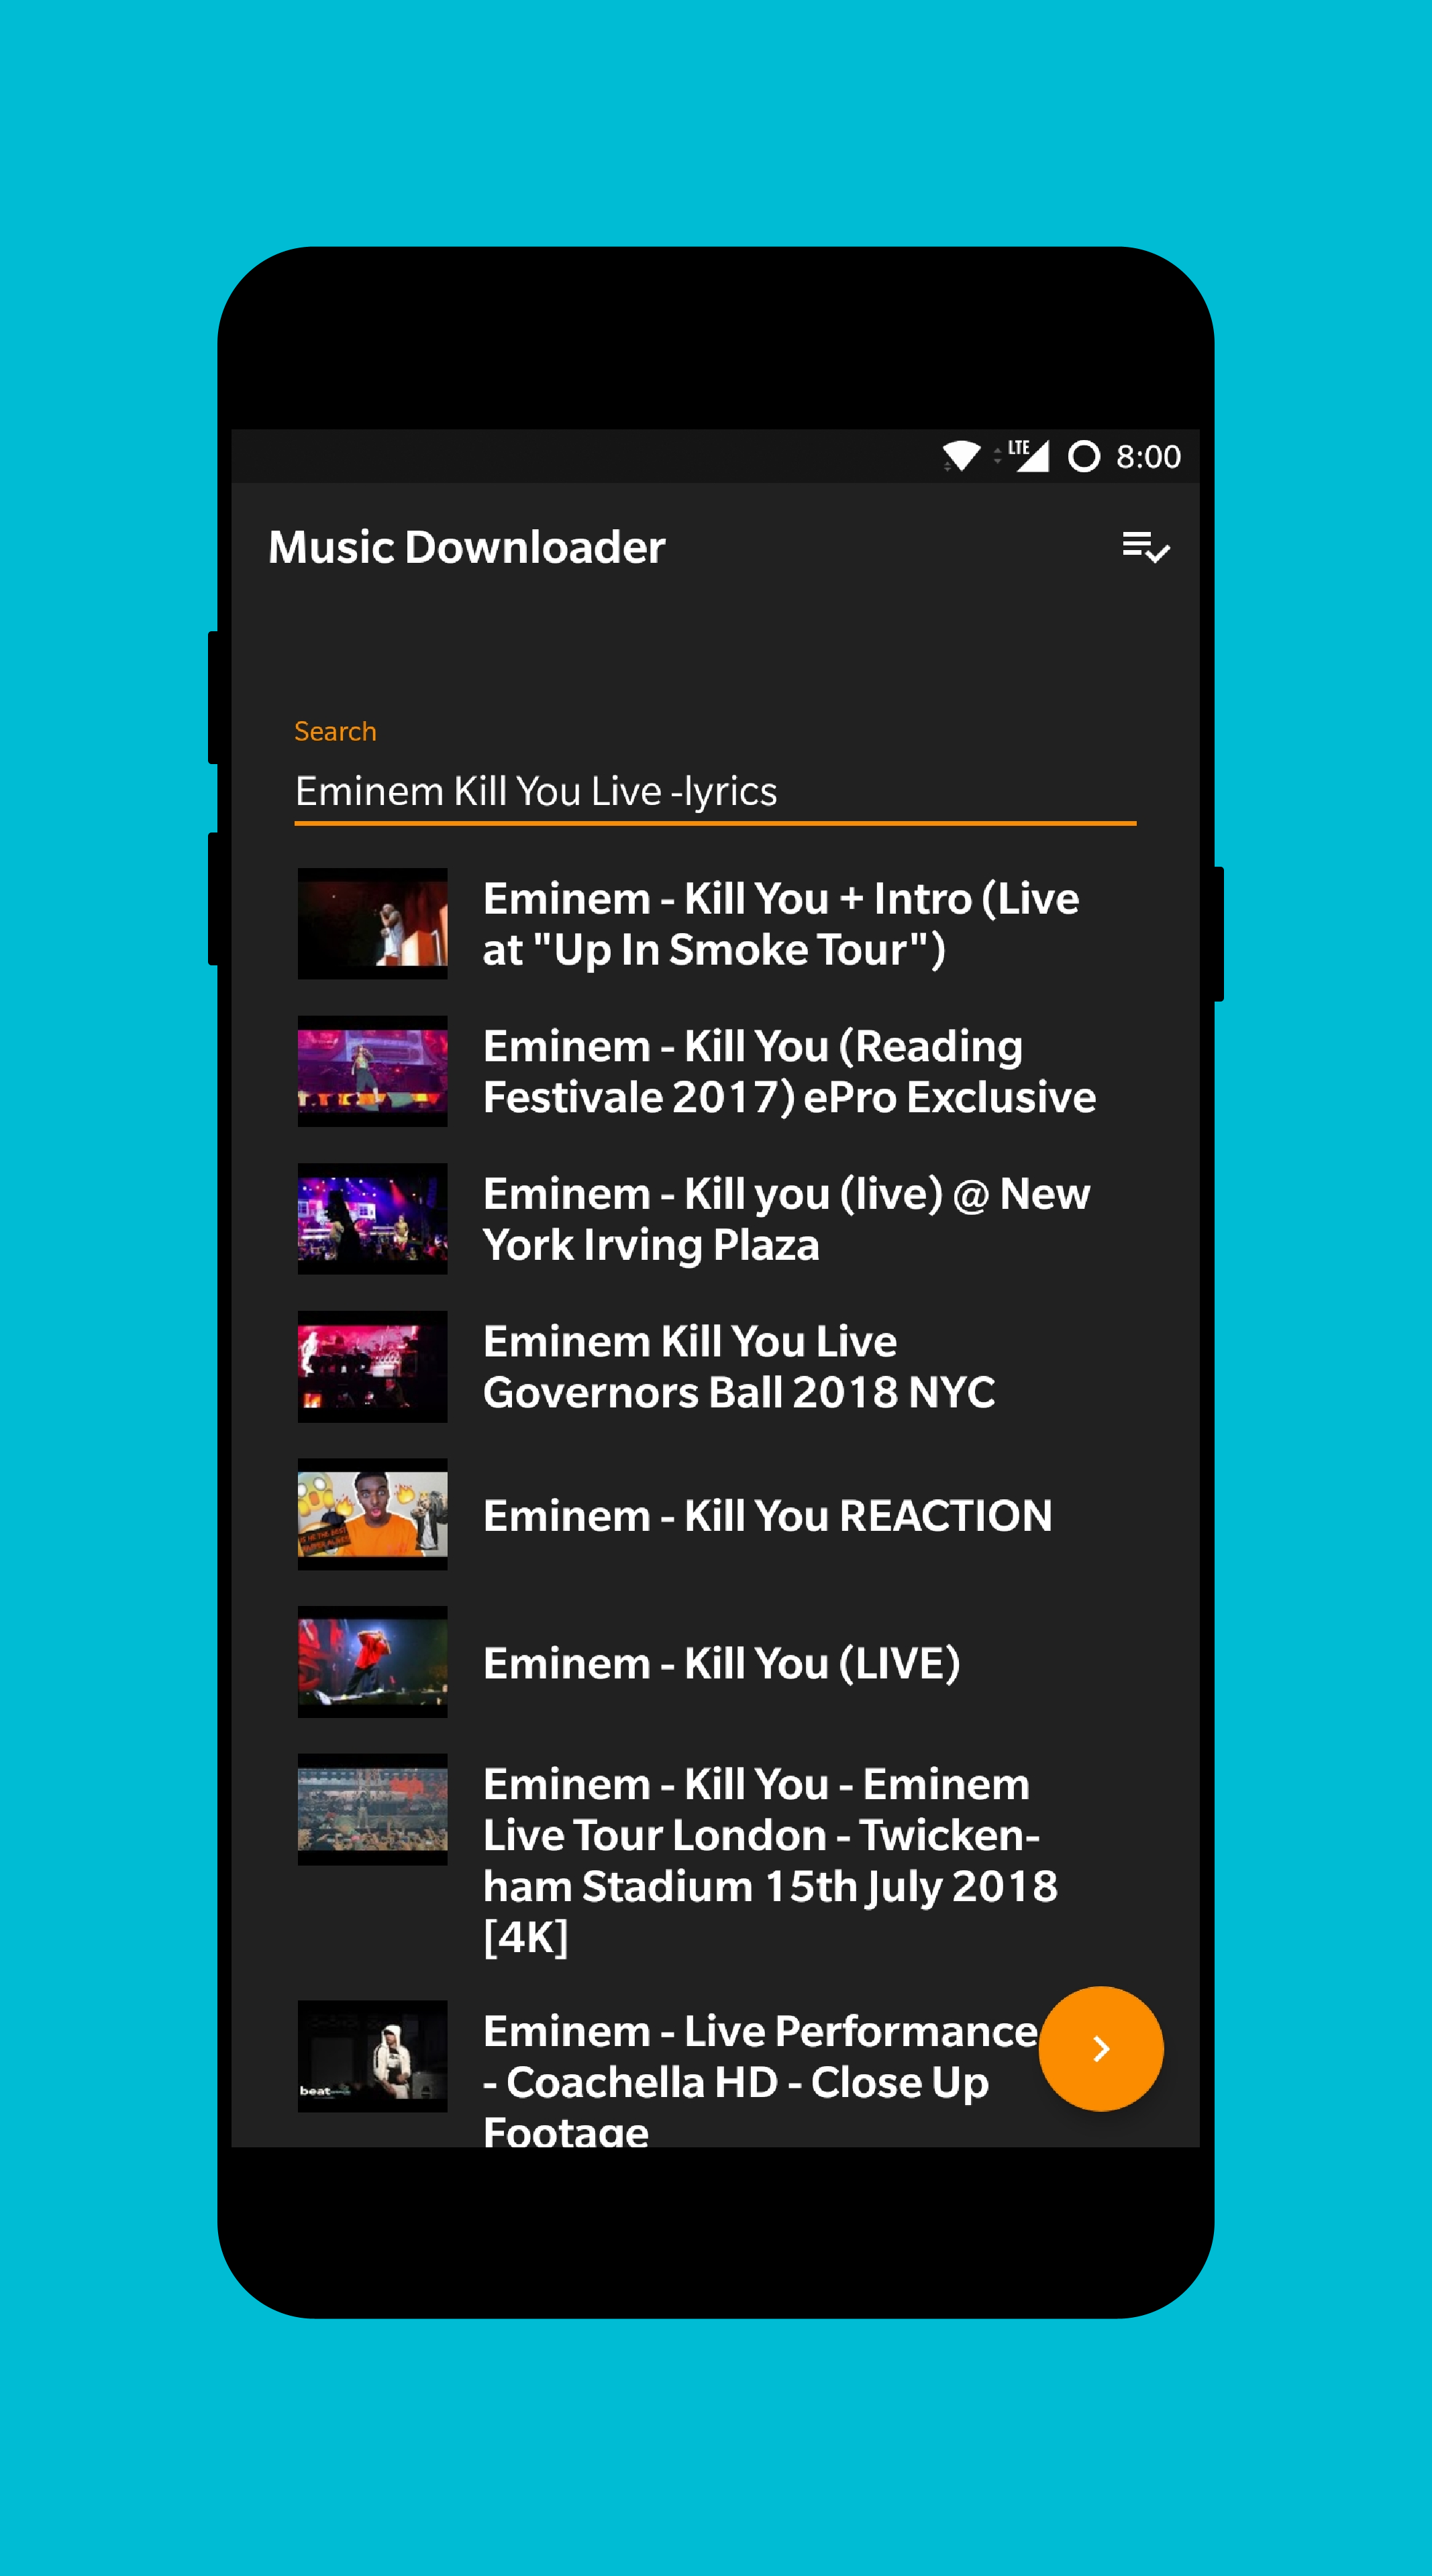 LTE 8:00
Music Downloader
Search
Eminem Kill You Live -lyrics
Eminem - Kill You + Intro (Live
at "Up In Smoke Tour")
Eminem - Kill You (Reading
Festivale 2017) ePro Exclusive
Eminem - Kill you (live) @ New
York Irving Plaza
Eminem Kill You Live
Governors Ball 2018 NYC
Eminem - Kill You REACTION
Eminem - Kill You (LIVE)
Eminem - Kill You - Eminem
Live Tour London - Twicken-
ham Stadium 15th July 2018
[4K]
Eminem - Live Performance
- Coachella HD - Close Up
Footage
beat